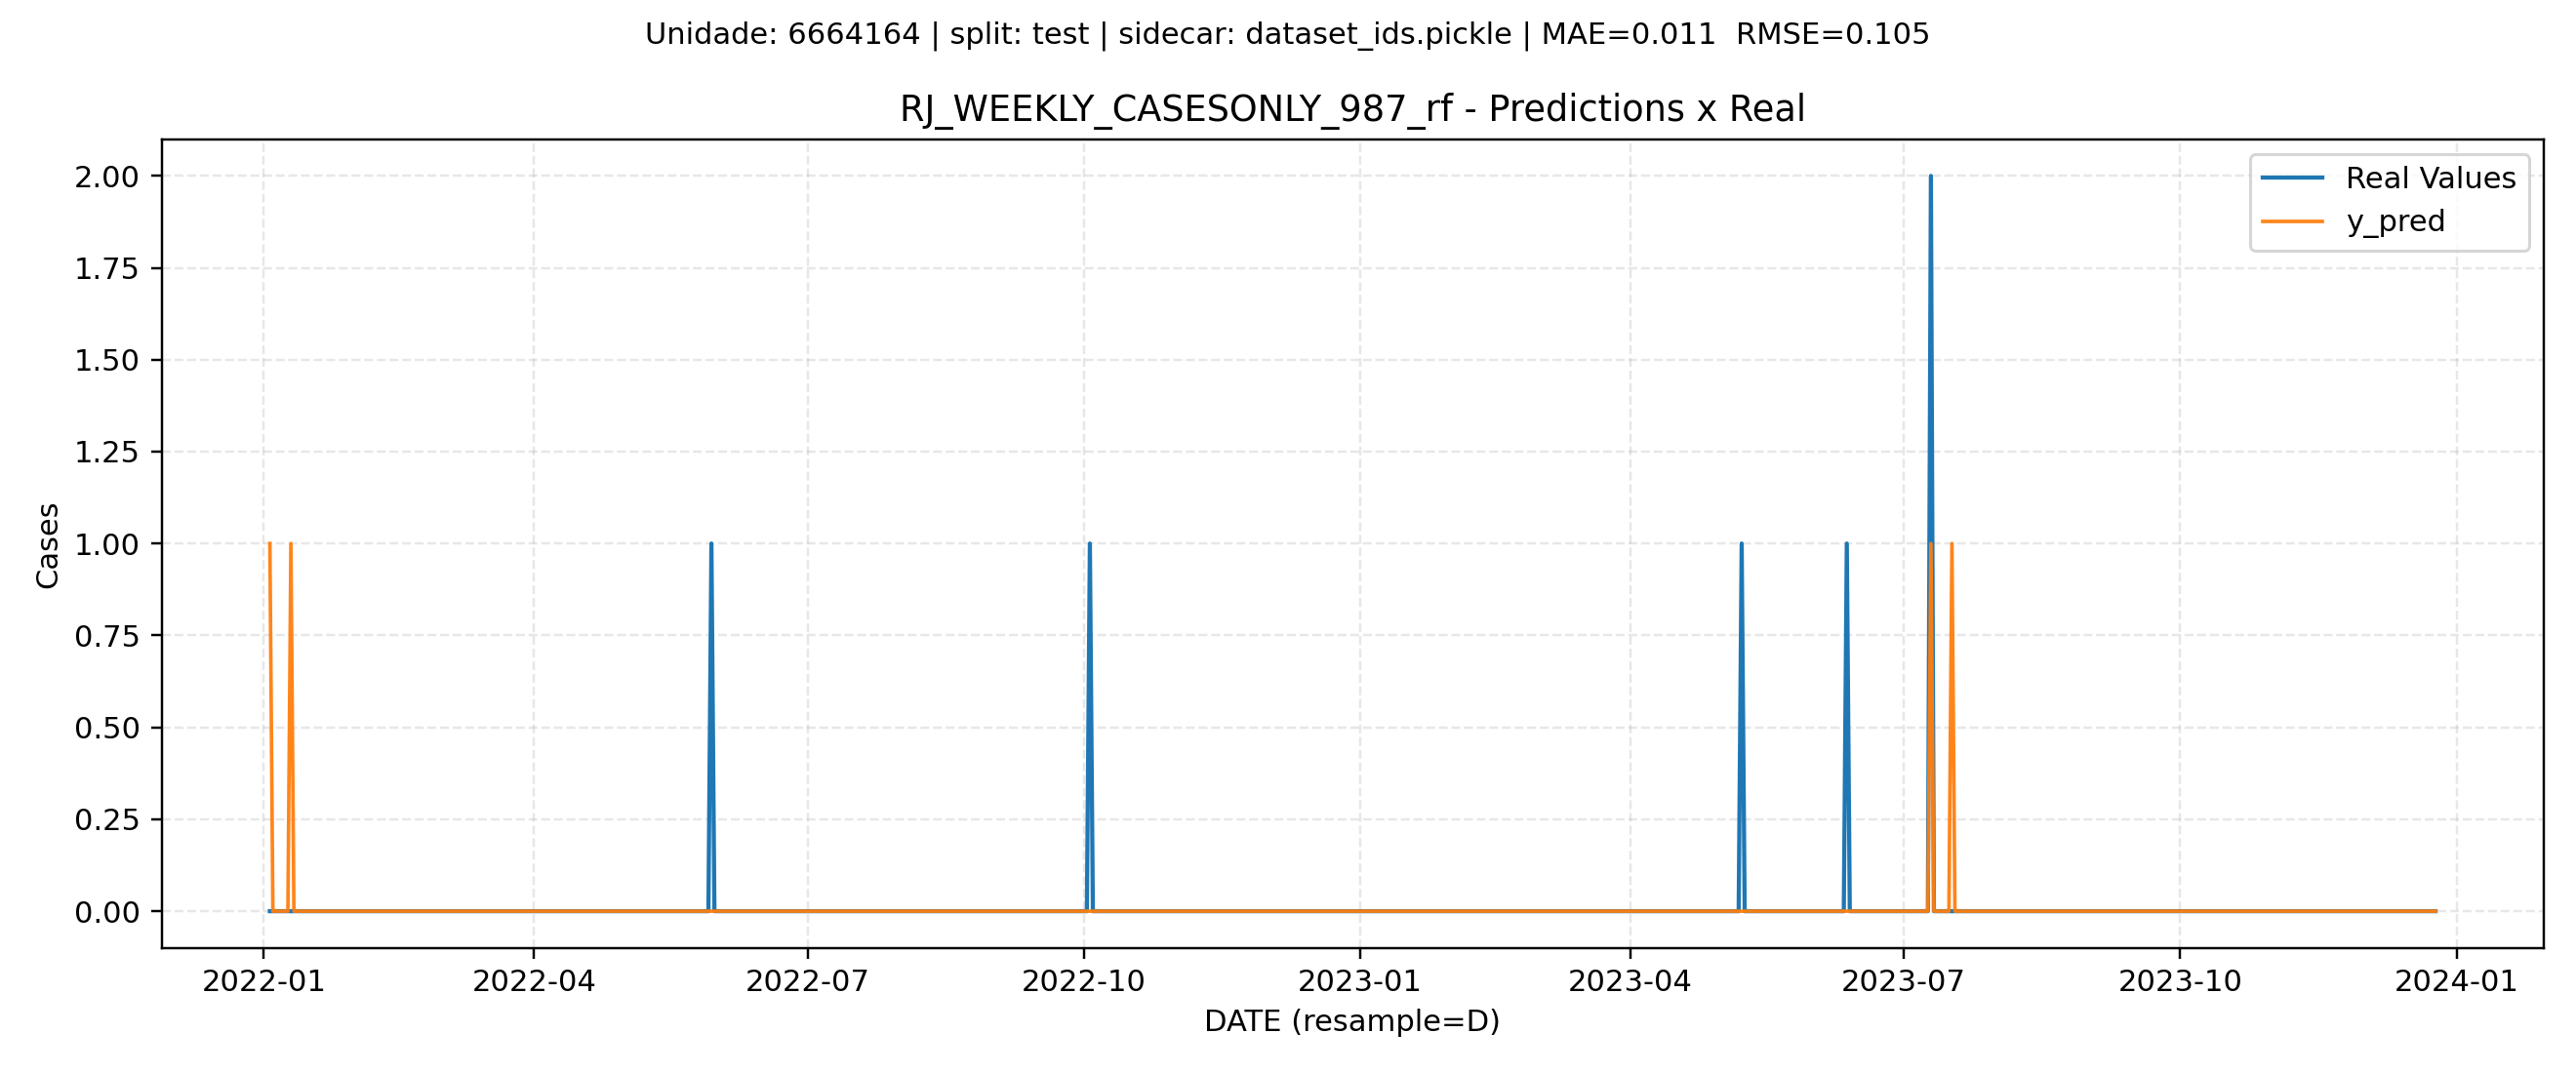 Unidade: 6664164 | split: test | sidecar: dataset_ids.pickle | MAE=0.011  RMSE=0.105
RJ_WEEKLY_CASESONLY_987_rf - Predictions x Real
Real Values
y_pred
Cases
2.00
1.75
1.50
1.25
1.00
0.75
0.50
0.25
0.00
2022-01 2022-04 2022-07 2022-10 2023-01 2023-04 2023-07 2023-10 2024-01
DATE (resample=D)